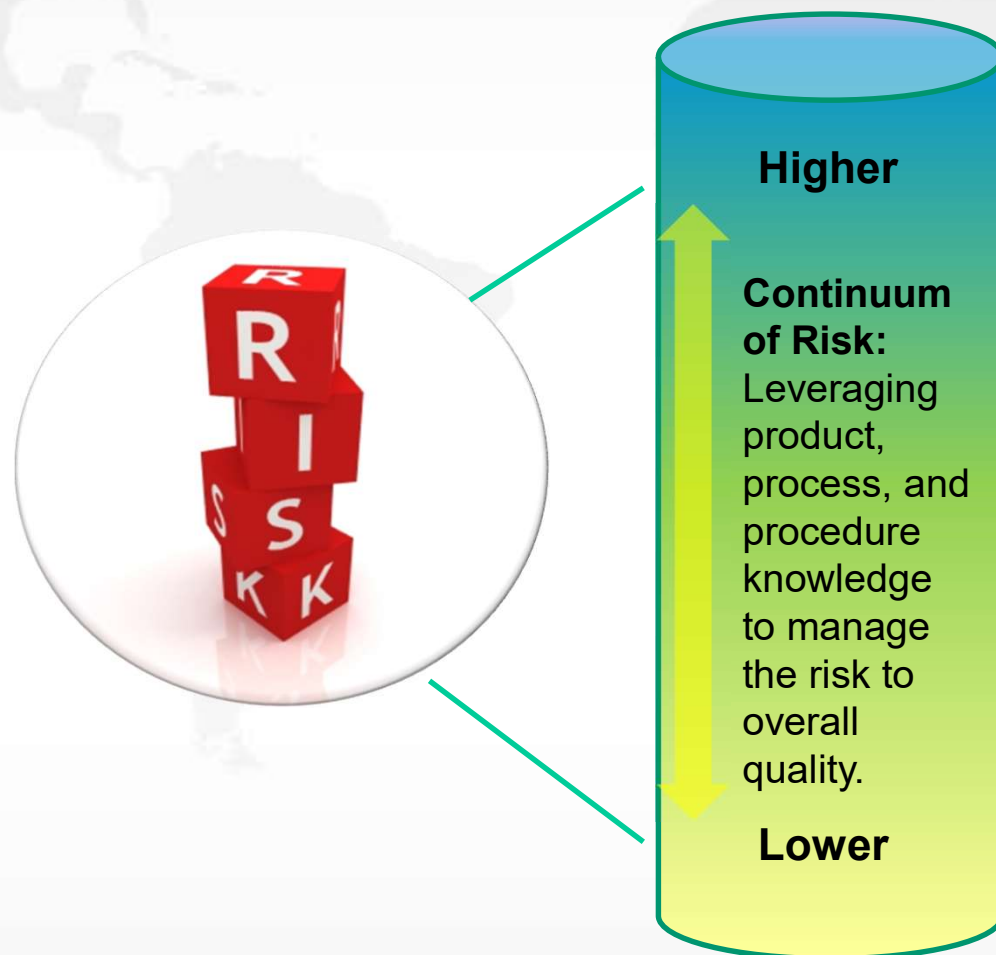 R
R
R
I
I
S
S
K
K
Higher
Continuum
of Risk:
Leveraging
product,
process, and
procedure
knowledge
to manage
the risk to
overall
quality.
Lower